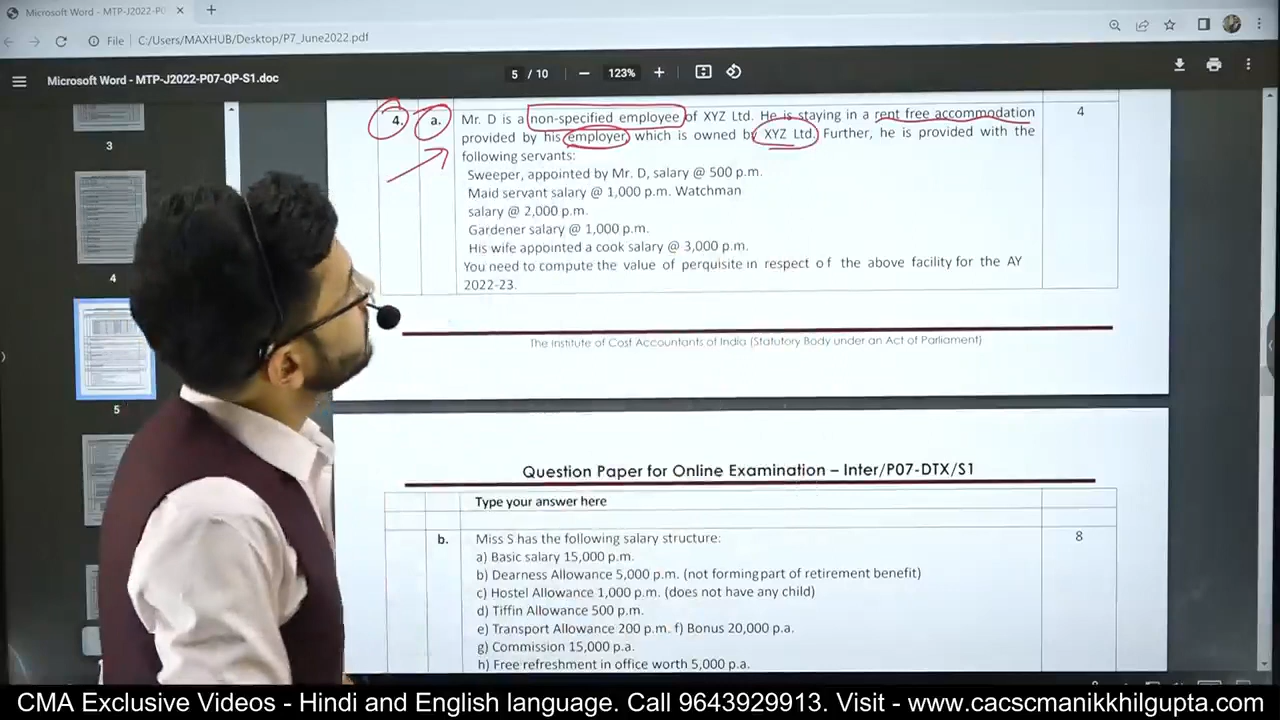 Microsoft Word - MTP-J2022-P0
File
C:/Users/MAXHUB/Desktop/P7_June2022.pdf
Microsoft Word - MTP-J2022-P07-QP-S1.doc
5 / 10
123%
3
4
5
4.
a.
Mr. D is a non-specified employee of XYZ Ltd. He is staying in a rent free accommodation
4
provided by his employer which is owned by XYZ Ltd. Further, he is provided with the
following servants:
Sweeper, appointed by Mr. D, salary @ 500 p.m.
Maid servant salary @ 1,000 p.m. Watchman
salary @ 2,000 p.m.
Gardener salary @ 1,000 p.m.
His wife appointed a cook salary @ 3,000 p.m.
You need to compute the value of perquisite in respect of the above facility for the AY
2022-23.
The Institute of Cost Accountants of India (Statutory Body under an Act of Parliament)
Question Paper for Online Examination – Inter/P07-DTX/S1
Type your answer here
b.
Miss S has the following salary structure:
8
a) Basic salary 15,000 p.m.
b) Dearness Allowance 5,000 p.m. (not forming part of retirement benefit)
c) Hostel Allowance 1,000 p.m. (does not have any child)
d) Tiffin Allowance 500 p.m.
e) Transport Allowance 200 p.m. f) Bonus 20,000 p.a.
g) Commission 15,000 p.a.
h) Free refreshment in office worth 5,000 p.a.
CMA Exclusive Videos - Hindi and English language. Call 9643929913. Visit - www.cacscmanikkhilgupta.com